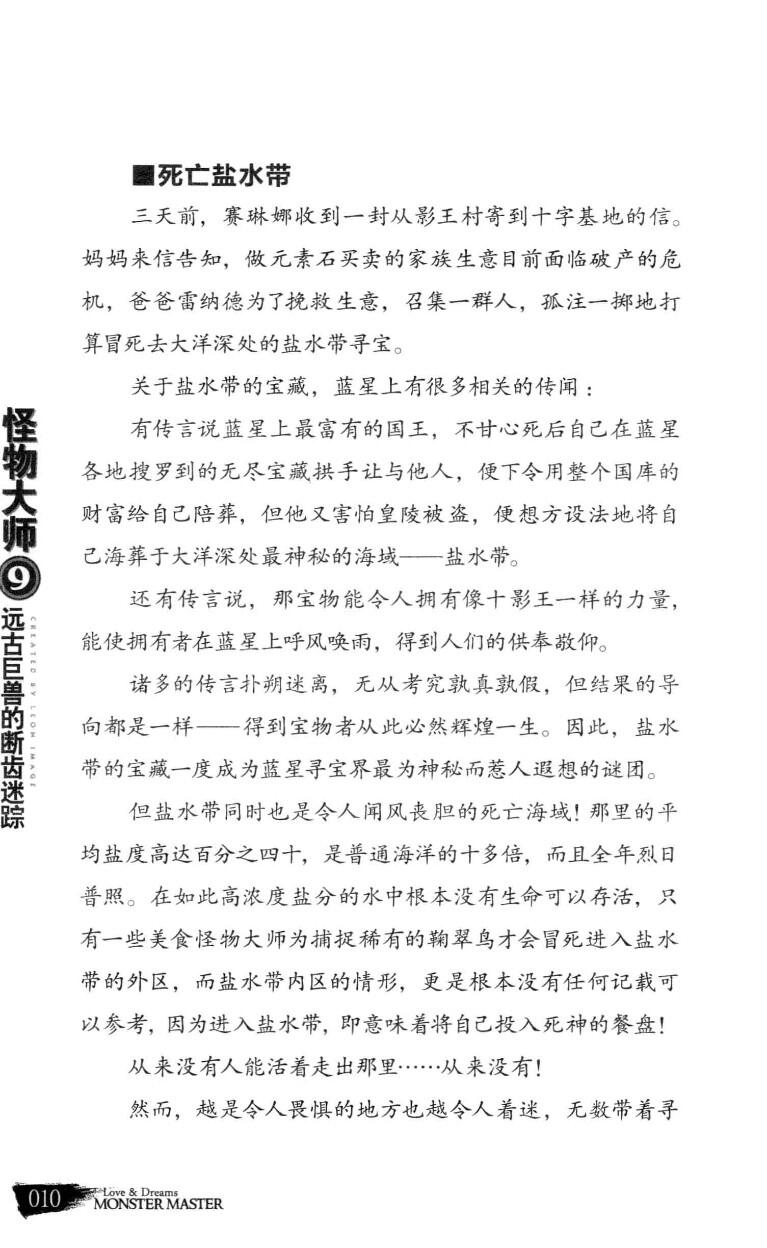 ■死亡盐水带
三天前，赛琳娜收到一封从影王村寄到十字基地的信。
妈妈来信告知，做元素石买卖的家族生意目前面临破产的危
机，爸爸雷纳德为了挽救生意，召集一群人，孤注一掷地打
算冒死去大洋深处的盐水带寻宝。
关于盐水带的宝藏，蓝星上有很多相关的传闻：
有传言说蓝星上最富有的国王，不甘心死后自己在蓝星
各地搜罗到的无尽宝藏拱手让与他人，便下令用整个国库的
财富给自己陪葬，但他又害怕皇陵被盗，便想方设法地将自
己海葬于大洋深处最神秘的海域——盐水带。
还有传言说，那宝物能令人拥有像十影王一样的力量，
能使拥有者在蓝星上呼风唤雨，得到人们的供奉敬仰。
诸多的传言扑朔迷离，无从考究孰真孰假，但结果的导
向都是一样——得到宝物者从此必然辉煌一生。因此，盐水
带的宝藏一度成为蓝星寻宝界最为神秘而惹人遐想的谜团。
但盐水带同时也是令人闻风丧胆的死亡海域！那里的平
均盐度高达百分之四十，是普通海洋的十多倍，而且全年烈日
普照。在如此高浓度盐分的水中根本没有生命可以存活，只
有一些美食怪物大师为捕捉稀有的鞠翠鸟才会冒死进入盐水
带的外区，而盐水带内区的情形，更是根本没有任何记载可
以参考，因为进入盐水带，即意味着将自己投入死神的餐盘！
从来没有人能活着走出那里……从来没有！
然而，越是令人畏惧的地方也越令人着迷，无数带着寻
怪物大师9
远古巨兽的断齿迷踪
CREATED BY LEON IMAGE
010
Love & Dreams
MONSTER MASTER